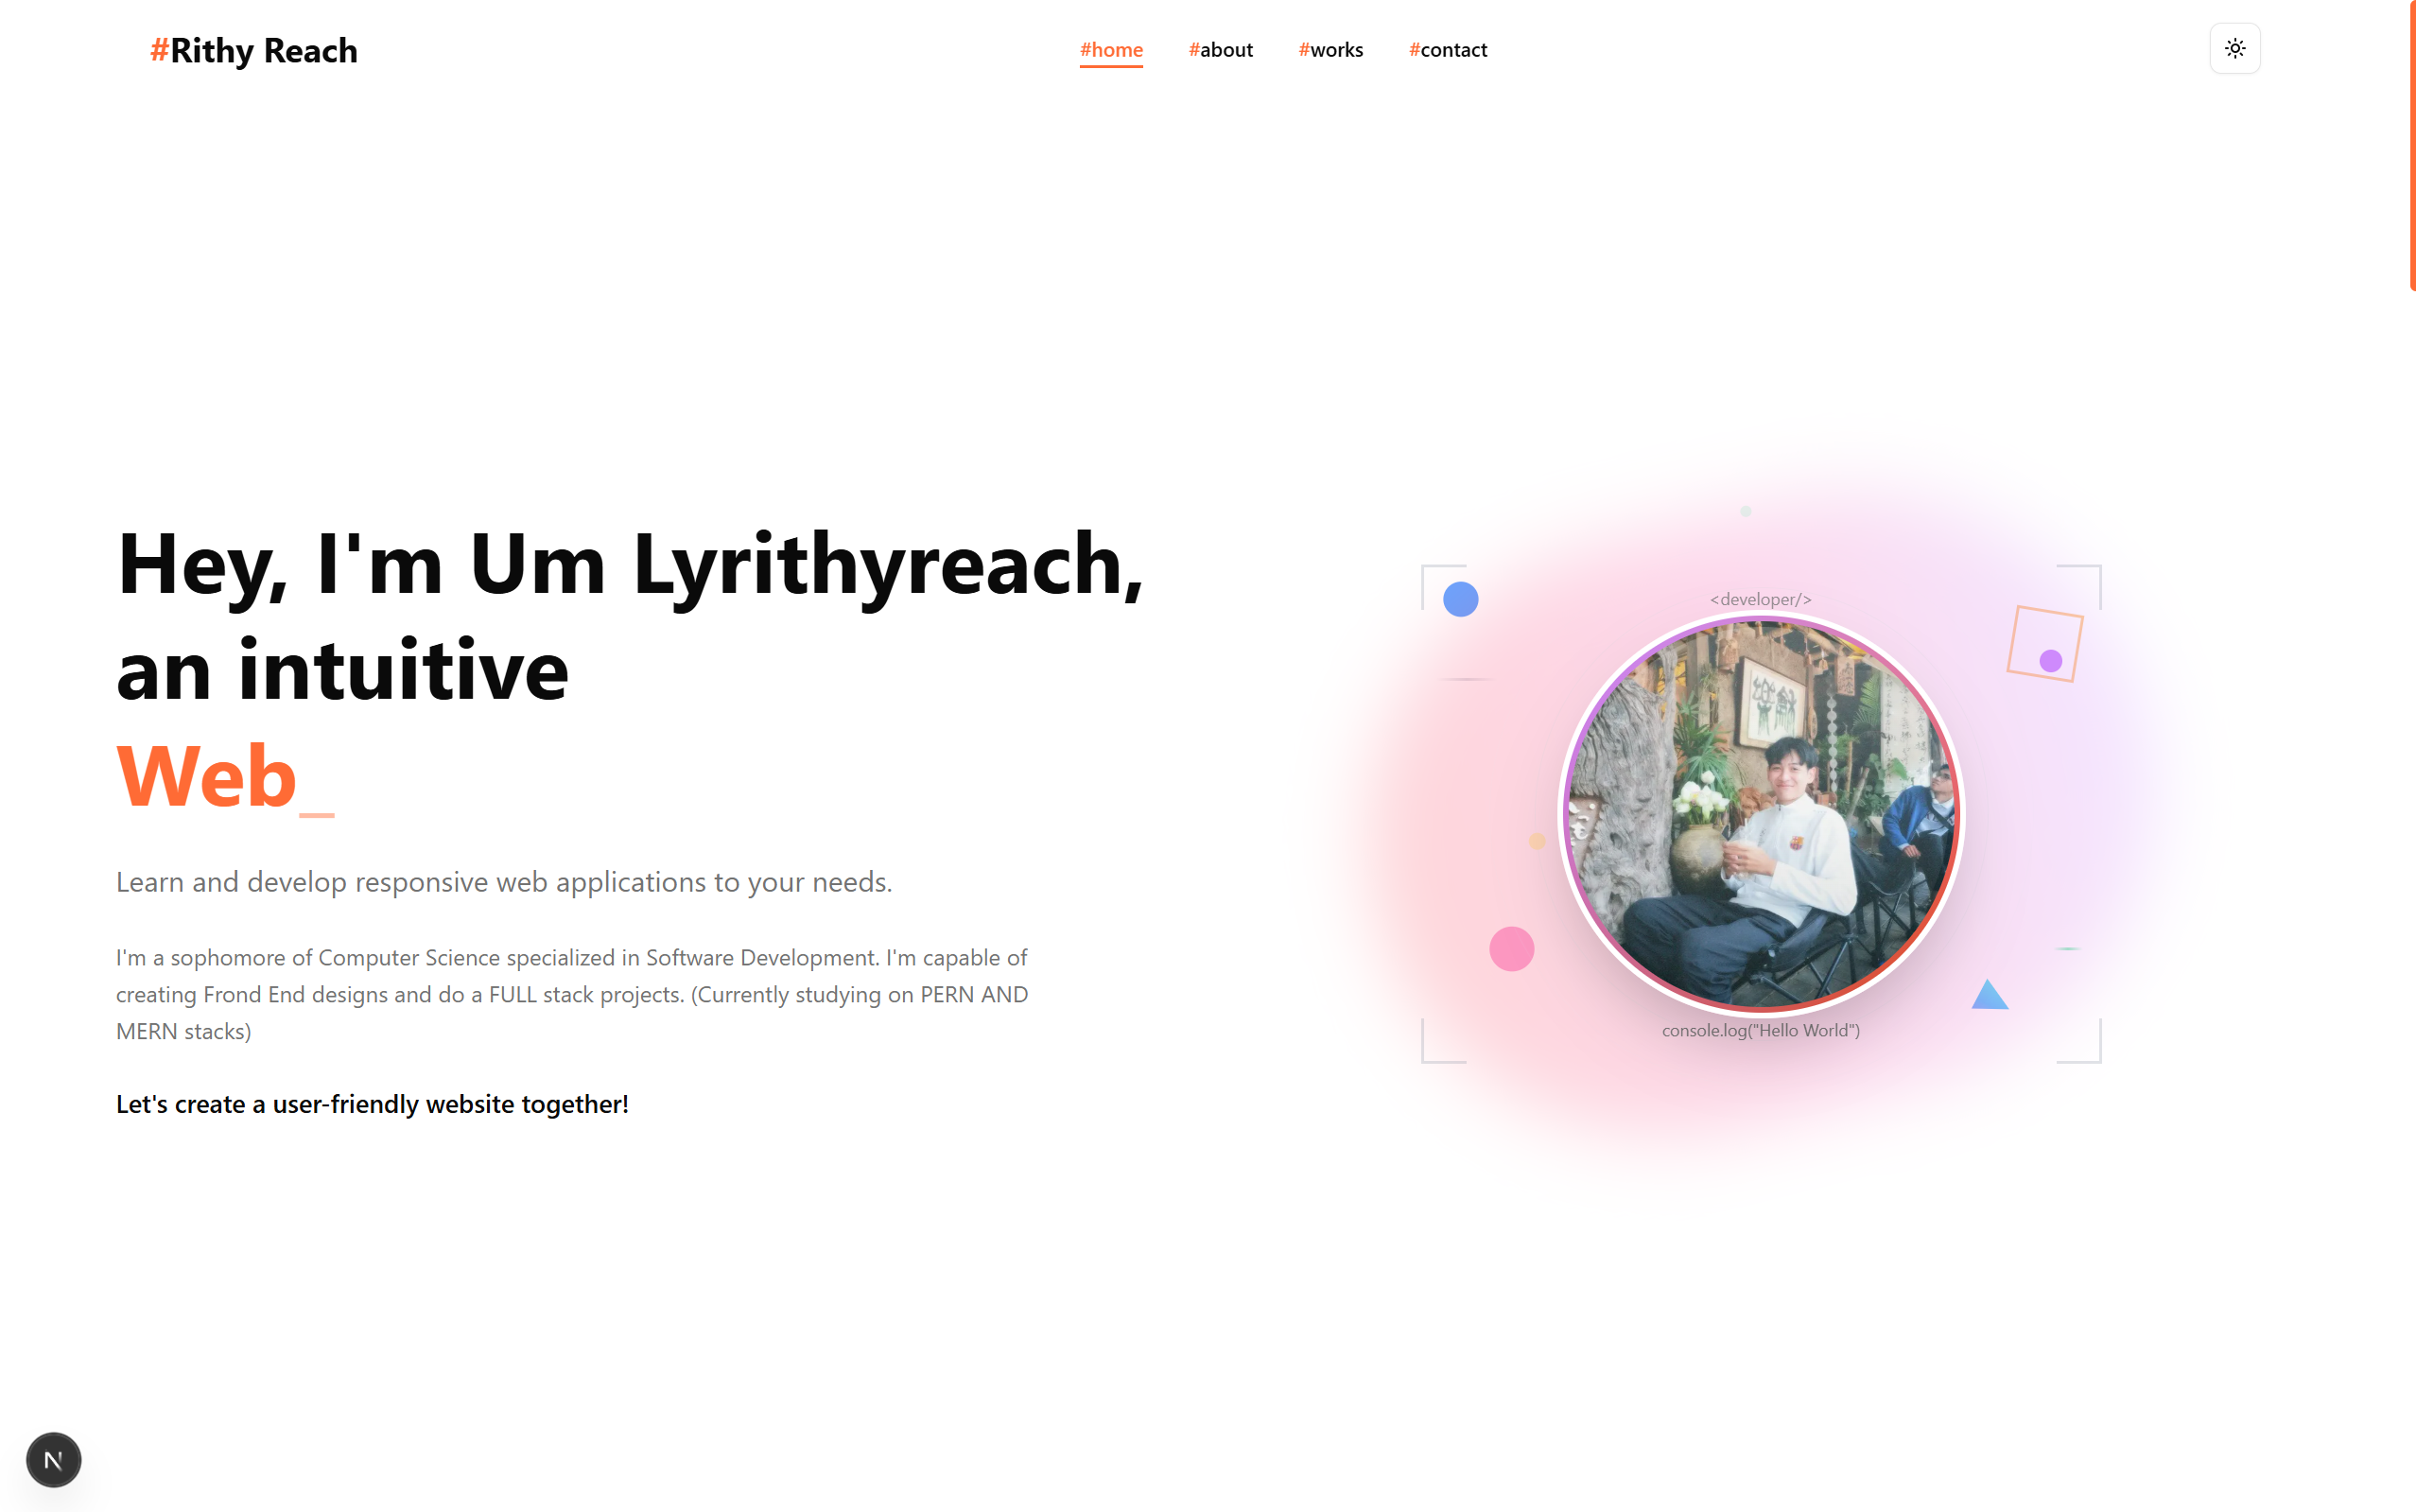 #Rithy Reach
#home #about #works #contact
Hey, I'm Um Lyrithyreach,
an intuitive
Web_
Learn and develop responsive web applications to your needs.
I'm a sophomore of Computer Science specialized in Software Development. I'm capable of
creating Frond End designs and do a FULL stack projects. (Currently studying on PERN AND
MERN stacks)
Let's create a user-friendly website together!
<developer/>
console.log("Hello World")
N